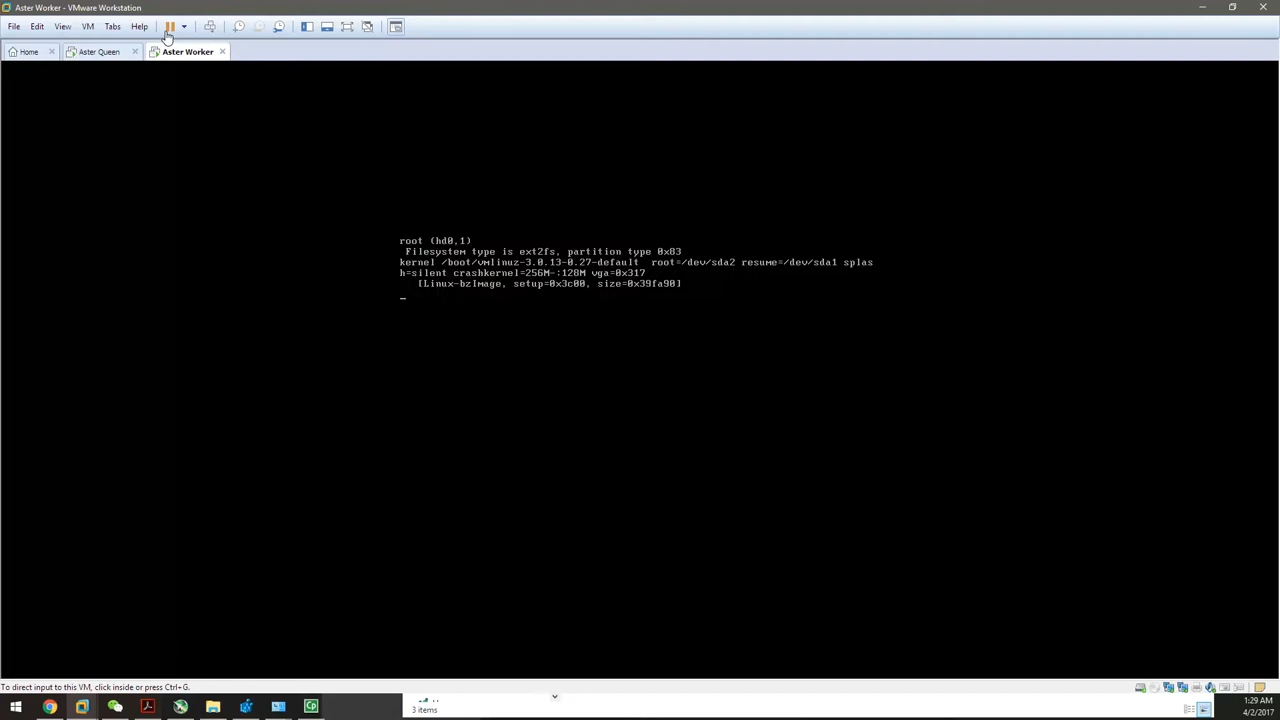 Aster Worker - VMware Workstation
File Edit View VM Tabs Help
Home Aster Queen Aster Worker
root (hd0,1)
Filesystem type is ext2fs, partition type 0x83
kernel /boot/vmlinuz-3.0.13-0.27-default root=/dev/sda2 resume=/dev/sda1 splas
h=silent crashkernel=256M-:128M vga=0x317
[Linux-bzImage, setup=0x3c00, size=0x39fa90]
To direct input to this VM, click inside or press Ctrl+G.
3 items
Cp
1:29 AM
4/2/2017